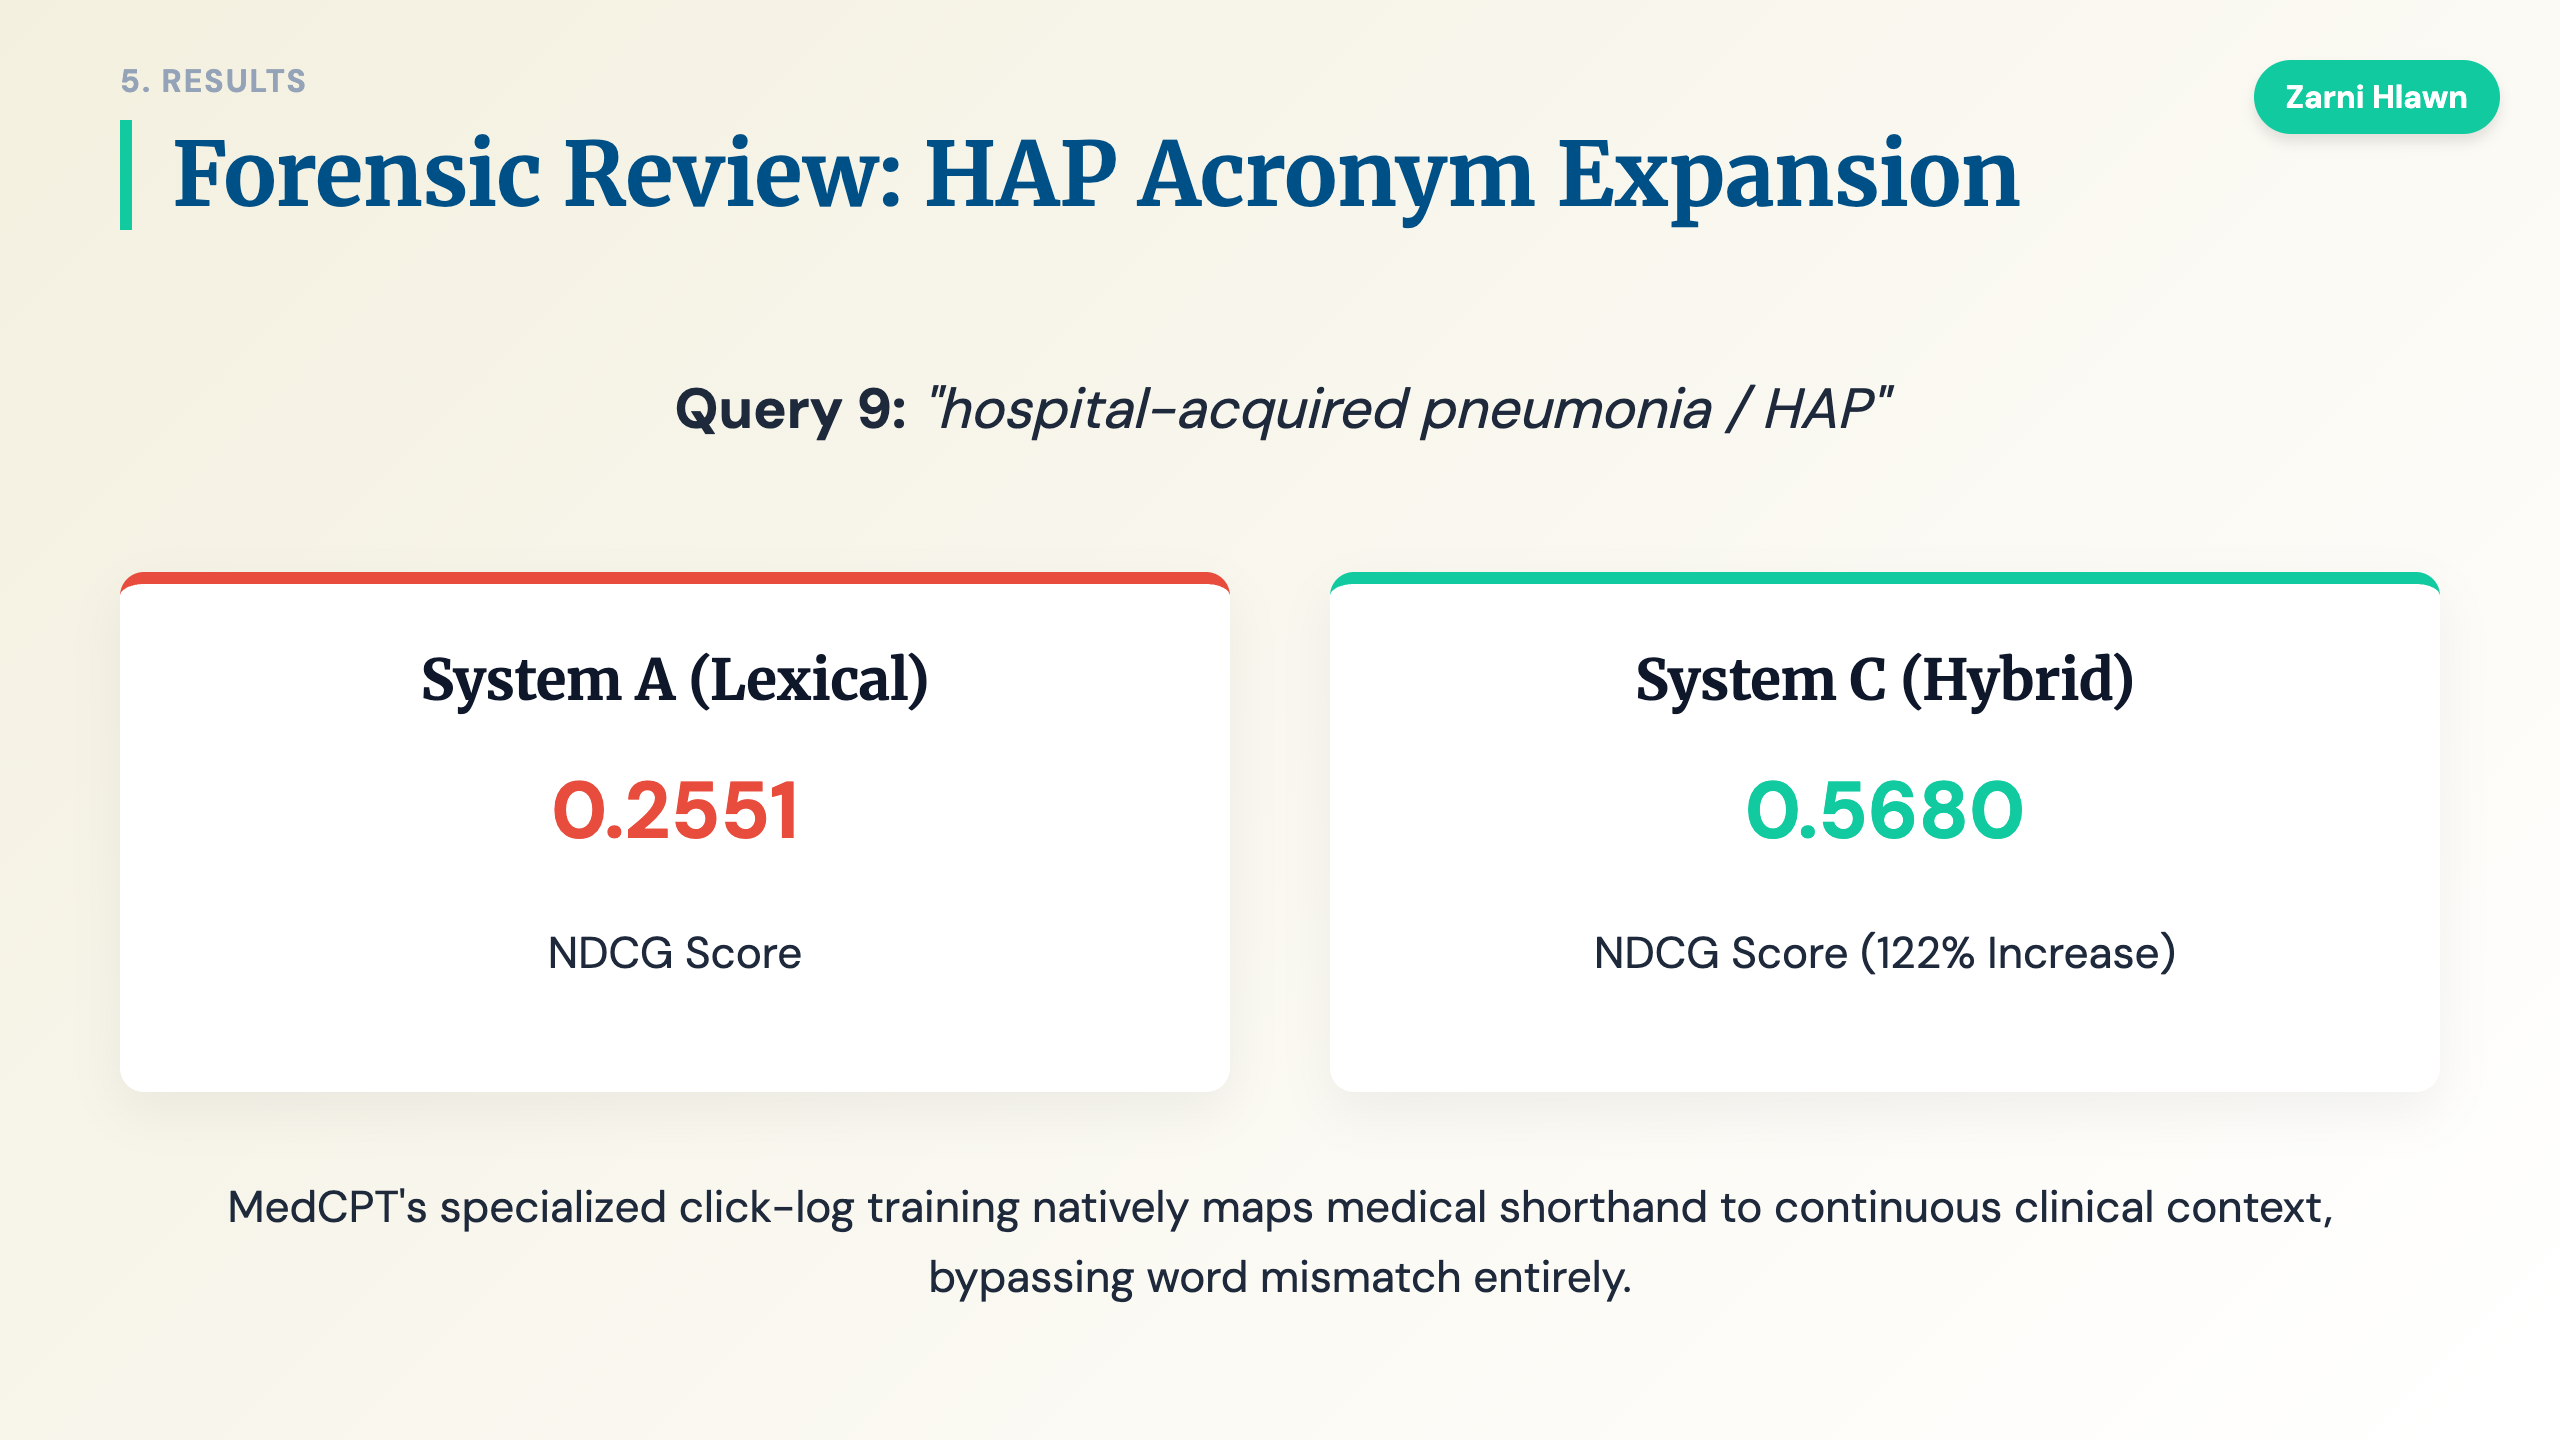 5. RESULTS
Zarni Hlawn
Forensic Review: HAP Acronym Expansion
Query 9: "hospital-acquired pneumonia / HAP"
System A (Lexical)
0.2551
NDCG Score
System C (Hybrid)
0.5680
NDCG Score (122% Increase)
MedCPT's specialized click-log training natively maps medical shorthand to continuous clinical context,
bypassing word mismatch entirely.